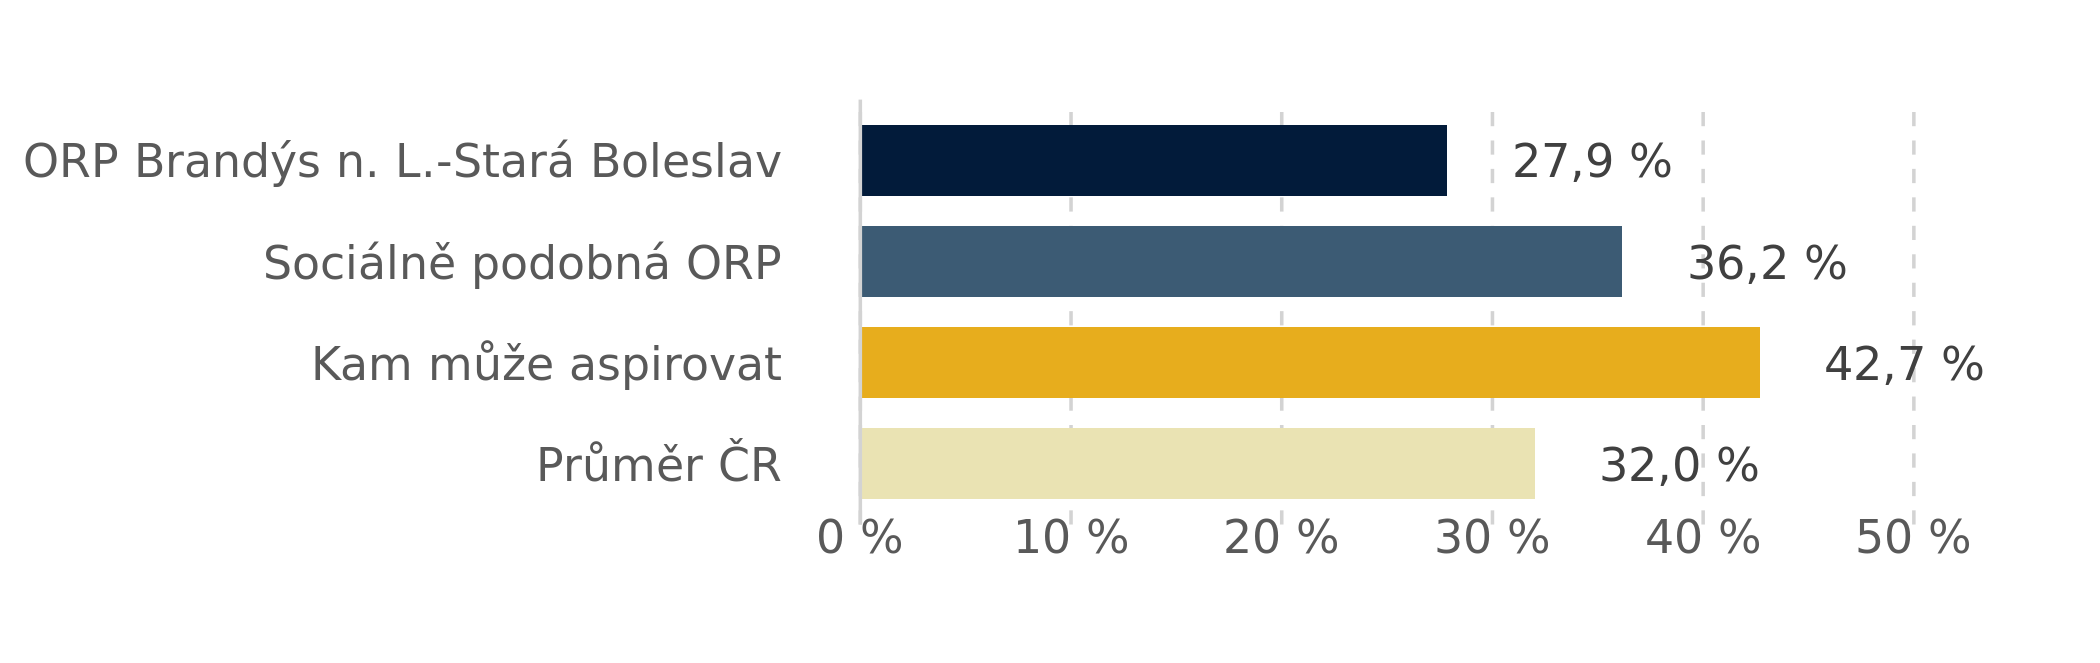 ORP Brandýs n. L.-Stará Boleslav 27,9 %
Sociálně podobná ORP 36,2 %
Kam může aspirovat 42,7 %
Průměr ČR 32,0 %
0 % 10 % 20 % 30 % 40 % 50 %